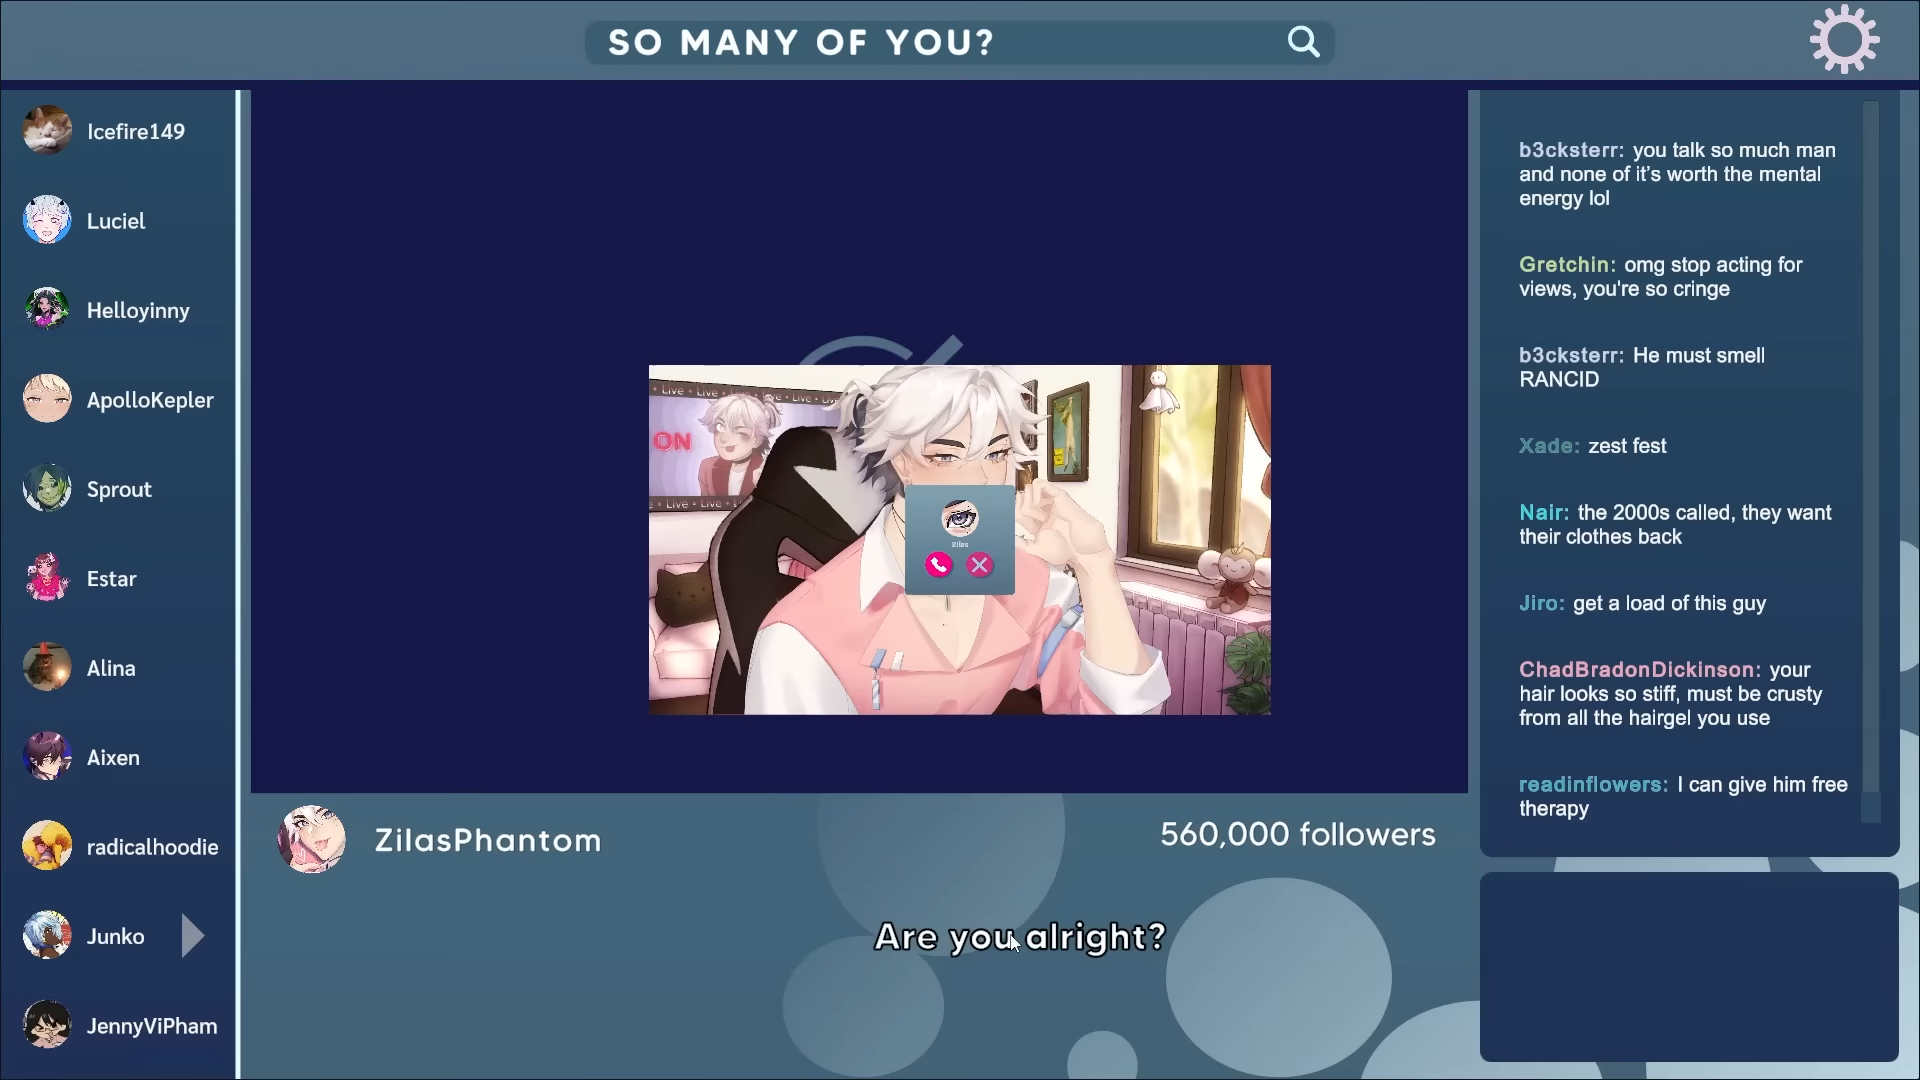 SO MANY OF YOU?
Icefire149
Luciel
Helloyinny
ApolloKepler
Sprout
Estar
Alina
Aixen
radicalhoodie
Junko
JennyViPham
• Live • Live •
ON
Live • Live •
Zilas
ZilasPhantom
560,000 followers
Are you alright?
b3cksterr: you talk so much man
and none of it's worth the mental
energy lol
Gretchin: omg stop acting for
views, you're so cringe
b3cksterr: He must smell
RANCID
Xade: zest fest
Nair: the 2000s called, they want
their clothes back
Jiro: get a load of this guy
ChadBradonDickinson: your
hair looks so stiff, must be crusty
from all the hairgel you use
readinflowers: I can give him free
therapy